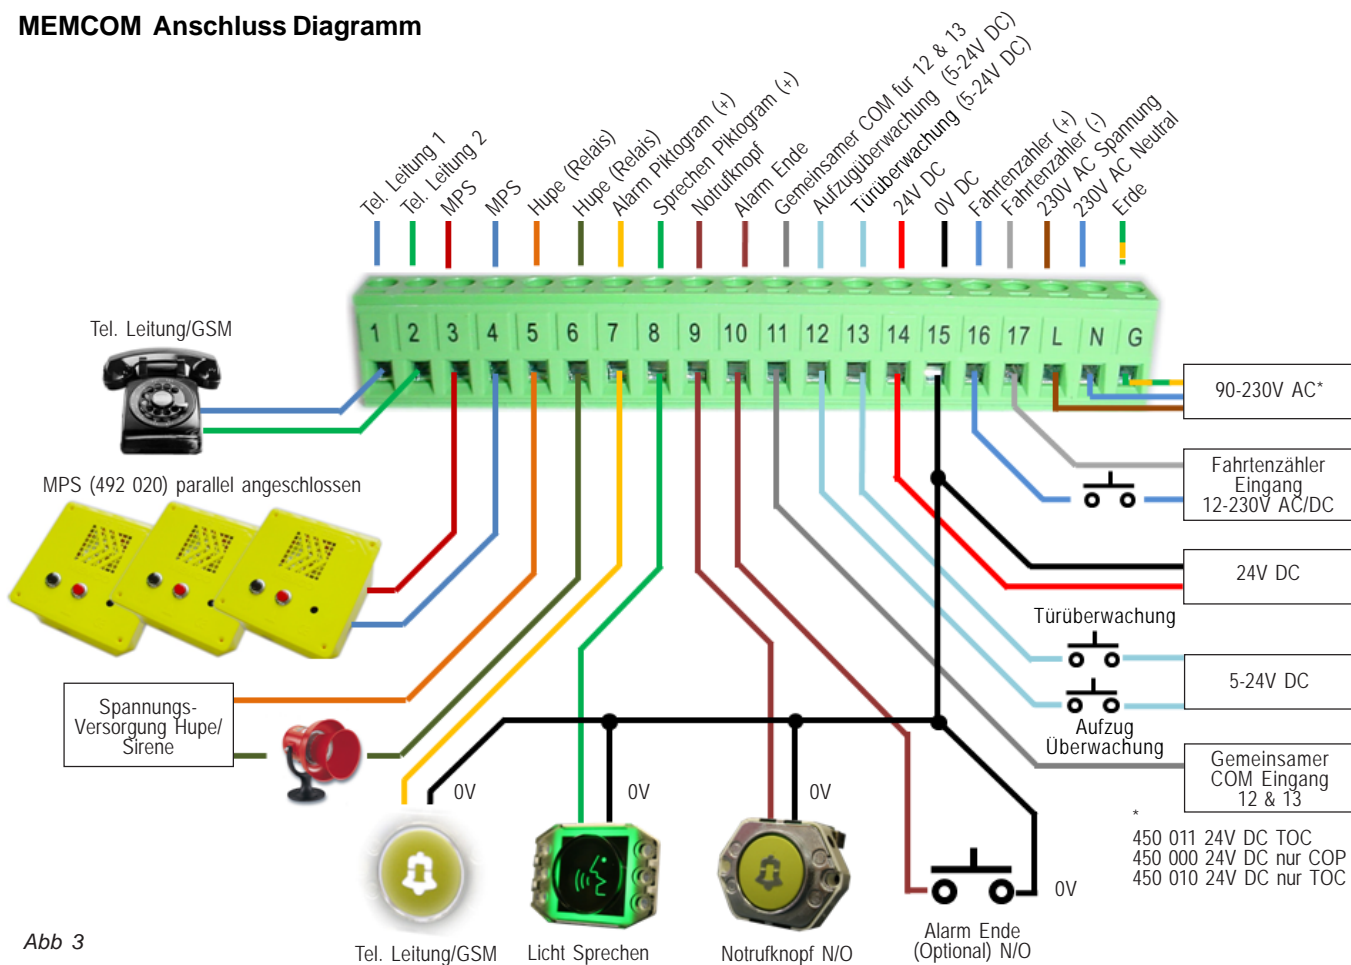 MEMCOM Anschluss Diagramm
Tel. Leitung 1
Tel. Leitung 2
MPS
MPS
Hupe (Relais)
Hupe (Relais)
Alarm Piktogram (+)
Sprechen Piktogram (+)
Notrufknopf
Alarm Ende
Gemeinsamer COM fur 12 & 13
Aufzugüberwachung (5-24V DC)
Türüberwachung (5-24V DC)
24V DC
0V DC
Fahrtenzahler (+)
Fahrtenzahler (-)
230V AC Spannung
230V AC Neutral
Erde
1 2 3 4 5 6 7 8 9 10 11 12 13 14 15 16 17 L N G
Tel. Leitung/GSM
90-230V AC*
MPS (492 020) parallel angeschlossen
Fahrtenzähler
Eingang
12-230V AC/DC
24V DC
Türüberwachung
5-24V DC
Aufzug
Überwachung
Spannungs-
Versorgung Hupe/
Sirene
Gemeinsamer
COM Eingang
12 & 13
*
450 011 24V DC TOC
450 000 24V DC nur COP
450 010 24V DC nur TOC
0V
0V
0V
0V
Tel. Leitung/GSM
Licht Sprechen
Notrufknopf N/O
Alarm Ende
(Optional) N/O
Abb 3